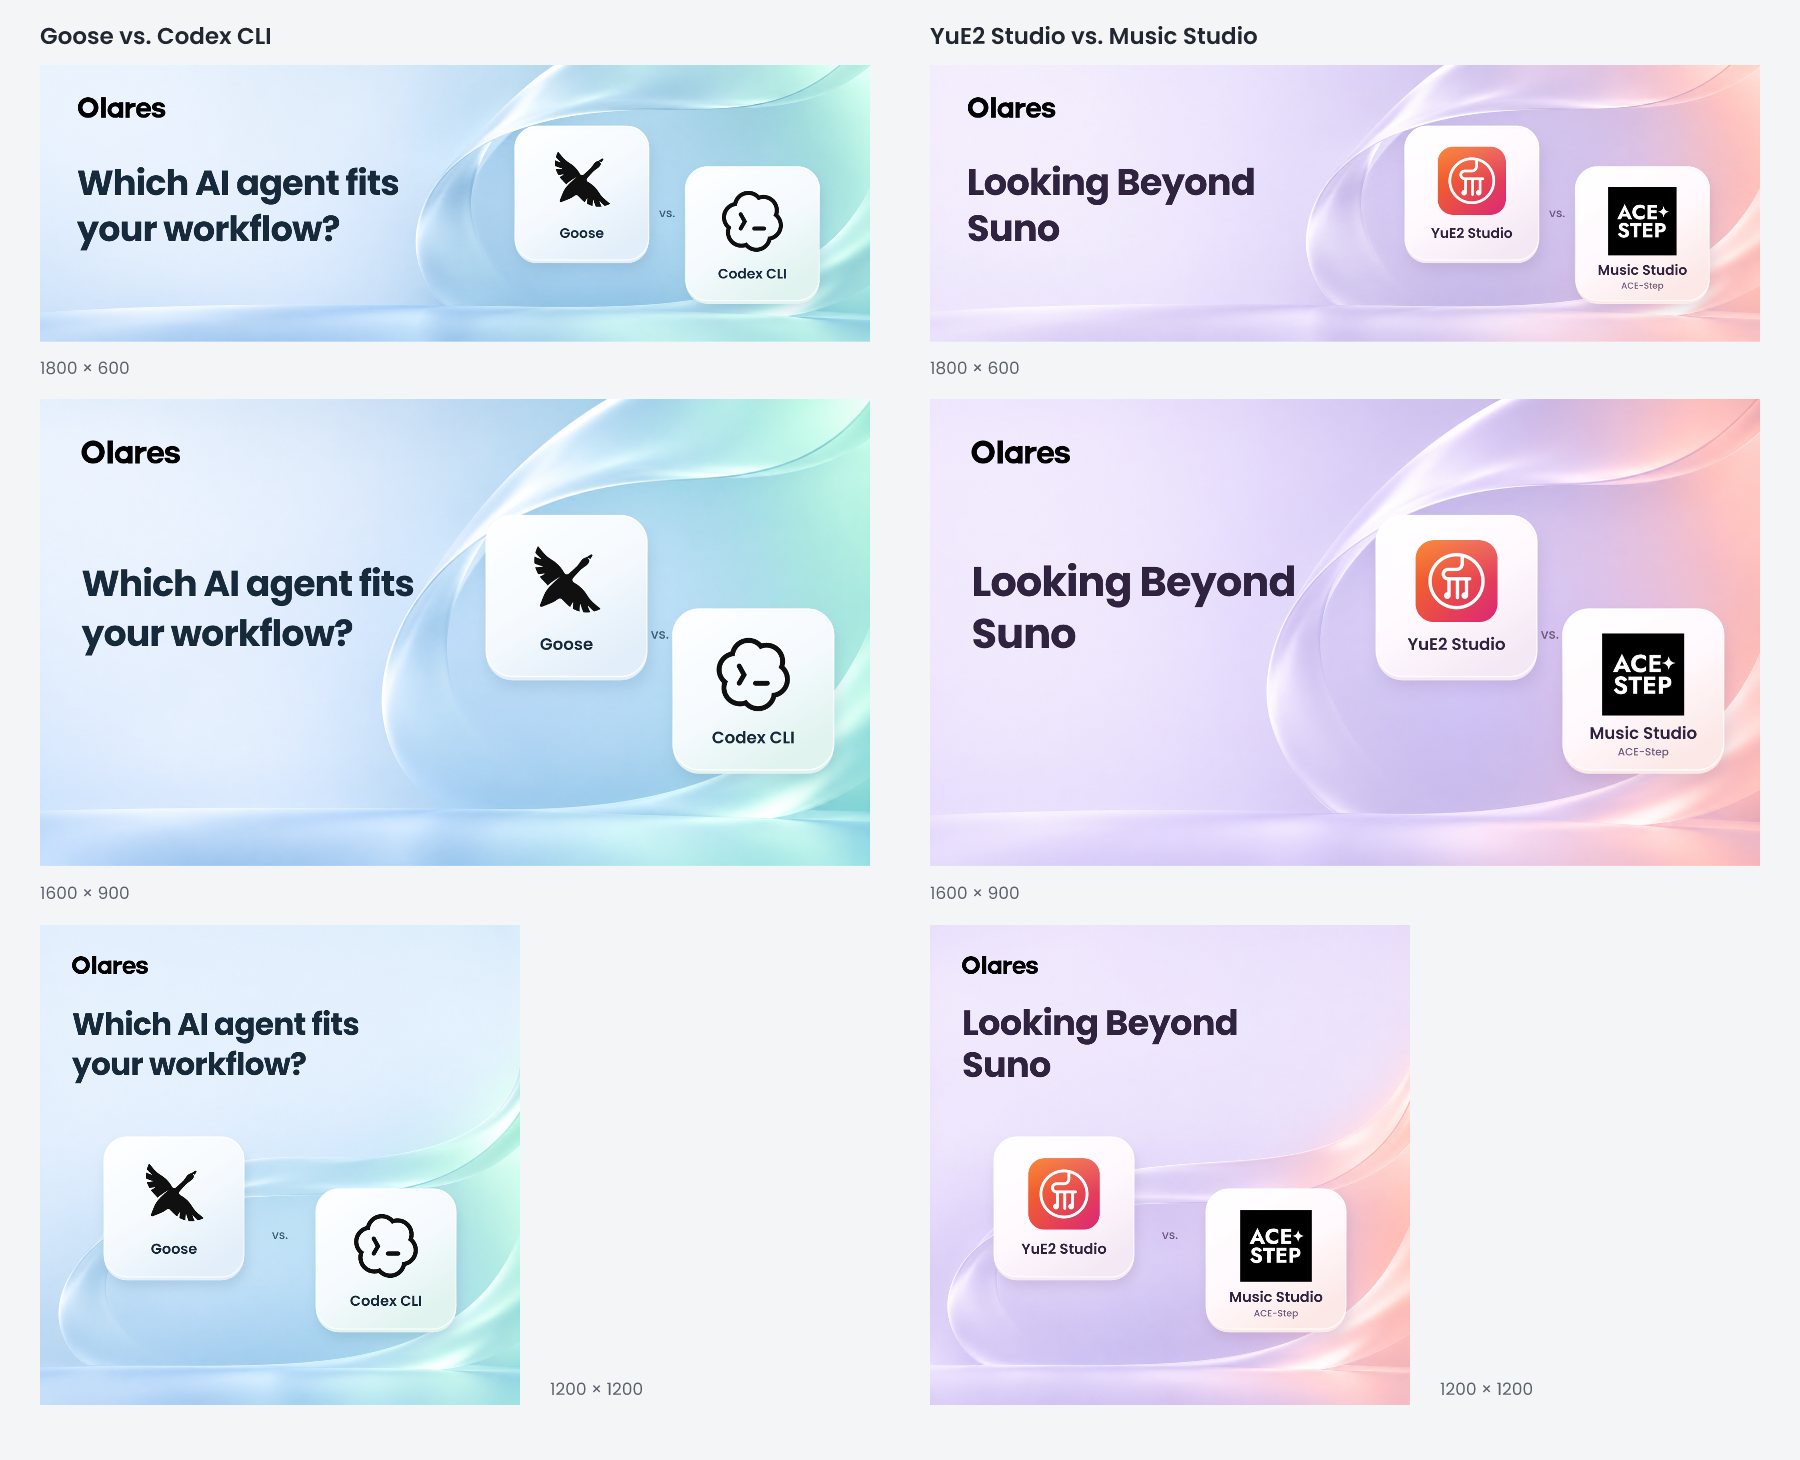 Goose vs. Codex CLI
Olares
Which AI agent fits
your workflow?
Goose
vs.
Codex CLI
1800 × 600
Olares
Which AI agent fits
your workflow?
Goose
vs.
Codex CLI
1600 × 900
Olares
Which AI agent fits
your workflow?
Goose
vs.
Codex CLI
1200 × 1200
YuE2 Studio vs. Music Studio
Olares
Looking Beyond
Suno
YuE2 Studio
vs.
ACE
STEP
Music Studio
ACE-Step
1800 × 600
Olares
Looking Beyond
Suno
YuE2 Studio
vs.
ACE
STEP
Music Studio
ACE-Step
1600 × 900
Olares
Looking Beyond
Suno
YuE2 Studio
vs.
ACE
STEP
Music Studio
ACE-Step
1200 × 1200